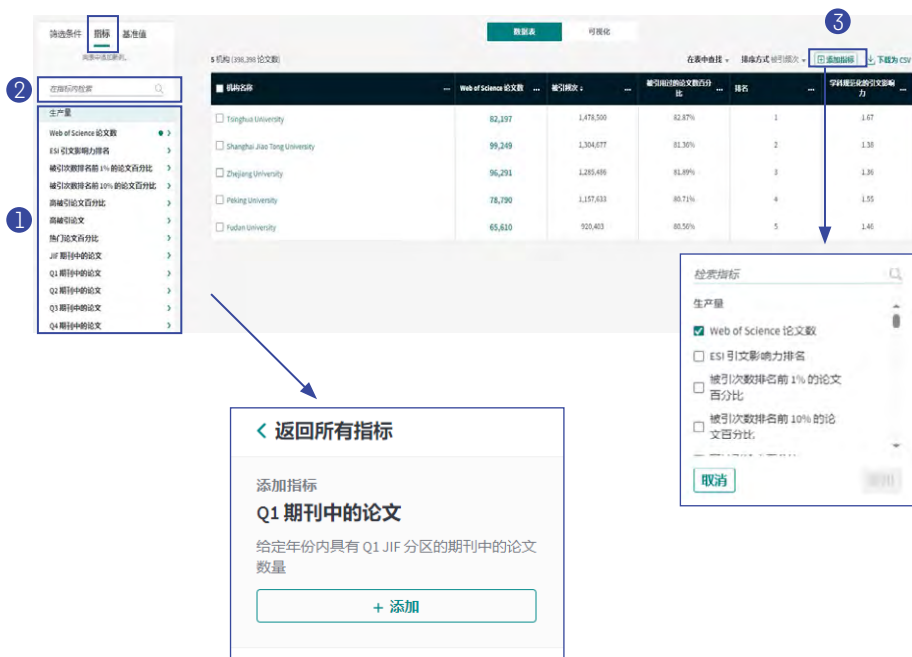 3
筛选条件 指标 基准值
数据表 可视化
5 机构 (398,398 论文数)
在表中查找 排序方式 被引频次 添加指标 下载为 CSV
2
在指标内检索
机构名称 ... Web of Science 论文数 ... 被引频次 ... 被引用过的论文数百分比 ... 排名 ... 学科规范化的引文影响力 ...
Tsinghua University 82,197 1,478,500 82.87% 1 1.67
Shanghai Jiao Tong University 99,249 1,304,677 81.36% 2 1.38
Zhejiang University 96,291 1,285,486 81.89% 3 1.36
Peking University 78,790 1,157,633 80.71% 4 1.55
Fudan University 65,610 920,403 80.56% 5 1.46
生产量
Web of Science 论文数
ESI 引文影响力排名
被引次数排名前 1% 的论文百分比
被引次数排名前 10% 的论文百分比
高被引论文百分比
1
高被引论文
热门论文百分比
JIF 期刊中的论文
Q1 期刊中的论文
Q2 期刊中的论文
Q3 期刊中的论文
Q4 期刊中的论文
检索指标
生产量
Web of Science 论文数
ESI 引文影响力排名
被引次数排名前 1% 的论文
百分比
被引次数排名前 10% 的论
文百分比
取消
返回所有指标
添加指标
Q1 期刊中的论文
给定年份内具有 Q1 JIF 分区的期刊中的论文
数量
+ 添加